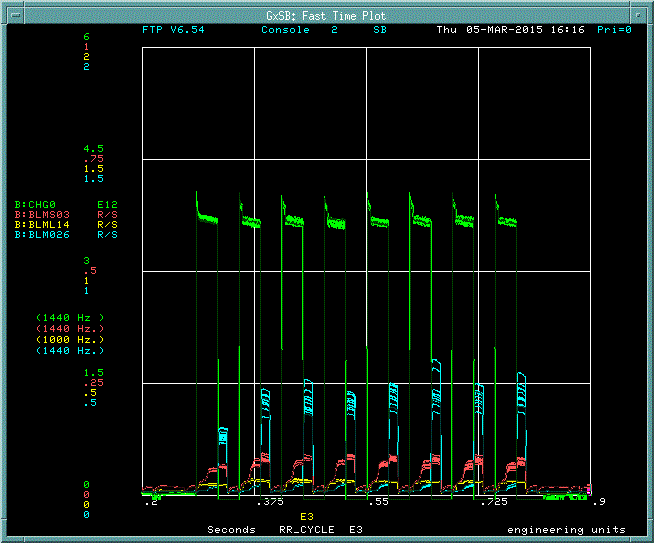 GxSB: Fast Time Plot
FTP V6.54 Console 2 SB Thu 05-MAR-2015 16:16 Pri=0
6
1
2
2
4.5
.75
1.5
1.5
B:CHG0 E12
B:BLMS03 R/S
B:BLML14 R/S
B:BLM026 R/S
3
.5
1
1
(1440 Hz )
(1440 Hz.)
(1000 Hz.)
(1440 Hz.)
1.5
.25
.5
.5
0
0
0
0
.2 .375 .55 .725 .9
E3
Seconds RR_CYCLE E3 engineering units